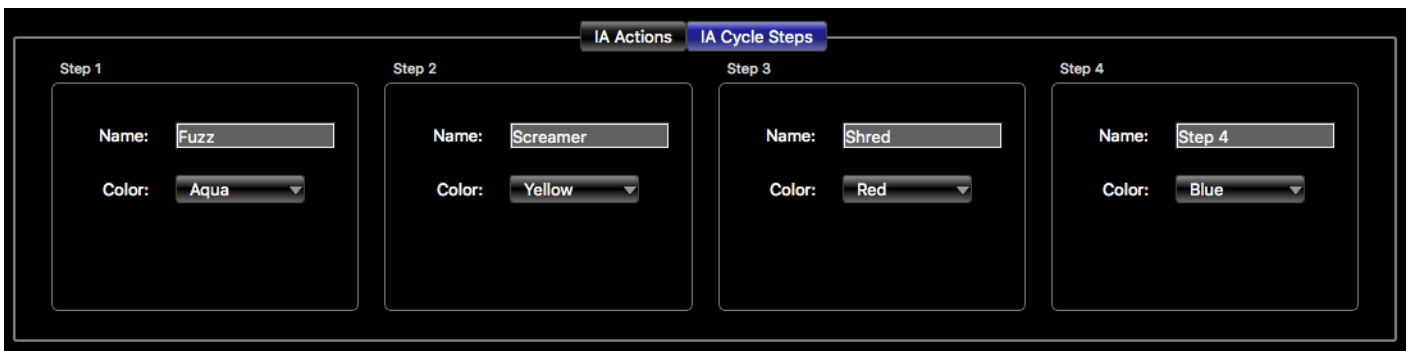 IA Actions IA Cycle Steps
Step 1 Step 2 Step 3 Step 4
Name: Fuzz Name: Screamer Name: Shred Name: Step 4
Color: Aqua Color: Yellow Color: Red Color: Blue